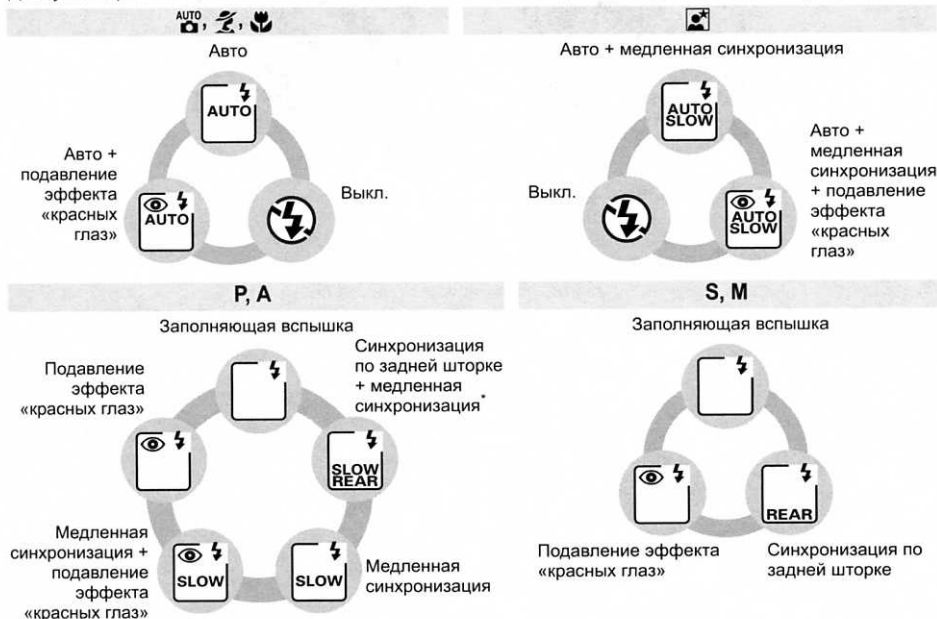 AUTO
Авто
AUTO
Авто +
подавление
эффекта
«красных
глаз»
AUTO
Выкл.
Авто + медленная синхронизация
AUTO
SLOW
Выкл.
AUTO
SLOW
Авто +
медленная
синхронизация
+ подавление
эффекта
«красных
глаз»
P, A
Заполняющая вспышка
Подавление
эффекта
«красных глаз»
Синхронизация
по задней шторке
+ медленная
синхронизация*
SLOW
REAR
Медленная
синхронизация +
подавление
эффекта
«красных глаз»
SLOW
SLOW
Медленная
синхронизация
S, M
Заполняющая вспышка
REAR
Подавление эффекта
«красных глаз»
Синхронизация по
задней шторке